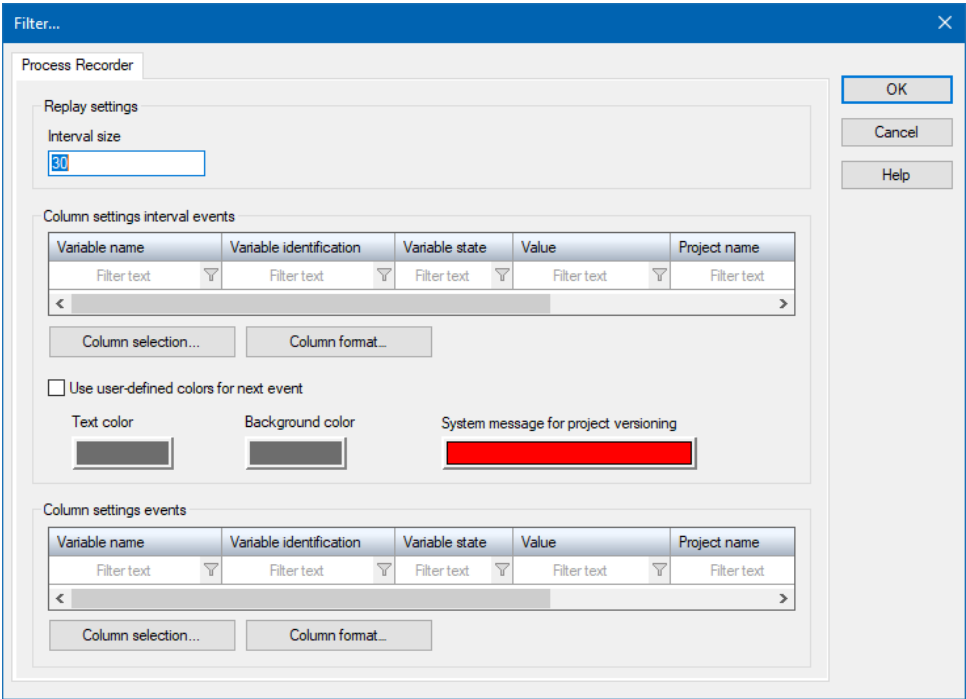 Filter...
Process Recorder
OK
Cancel
Help
Replay settings
Interval size
30
Column settings interval events
Variable name Variable identification Variable state Value Project name
Filter text Filter text Filter text Filter text Filter text
Column selection... Column format...
Use user-defined colors for next event
Text color Background color System message for project versioning
Column settings events
Variable name Variable identification Variable state Value Project name
Filter text Filter text Filter text Filter text Filter text
Column selection... Column format...